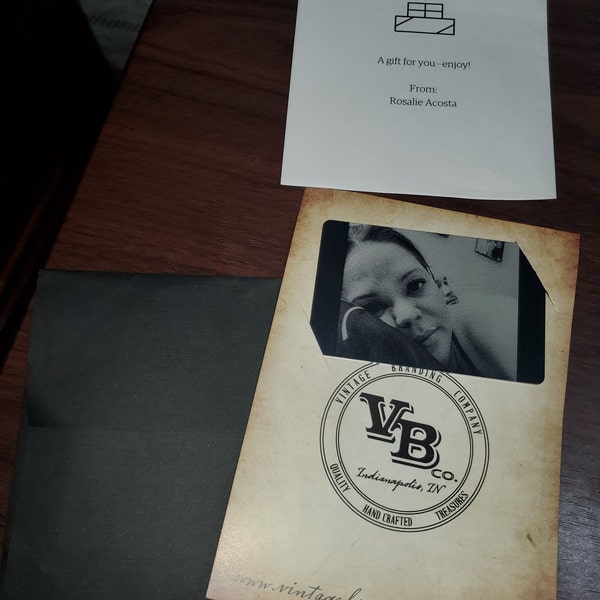 A gift for you—enjoy!
From:
Rosalie Acosta
VINTAGE BRANDING COMPANY
VB
CO.
Indianapolis, IN
QUALITY HAND CRAFTED TREASURES